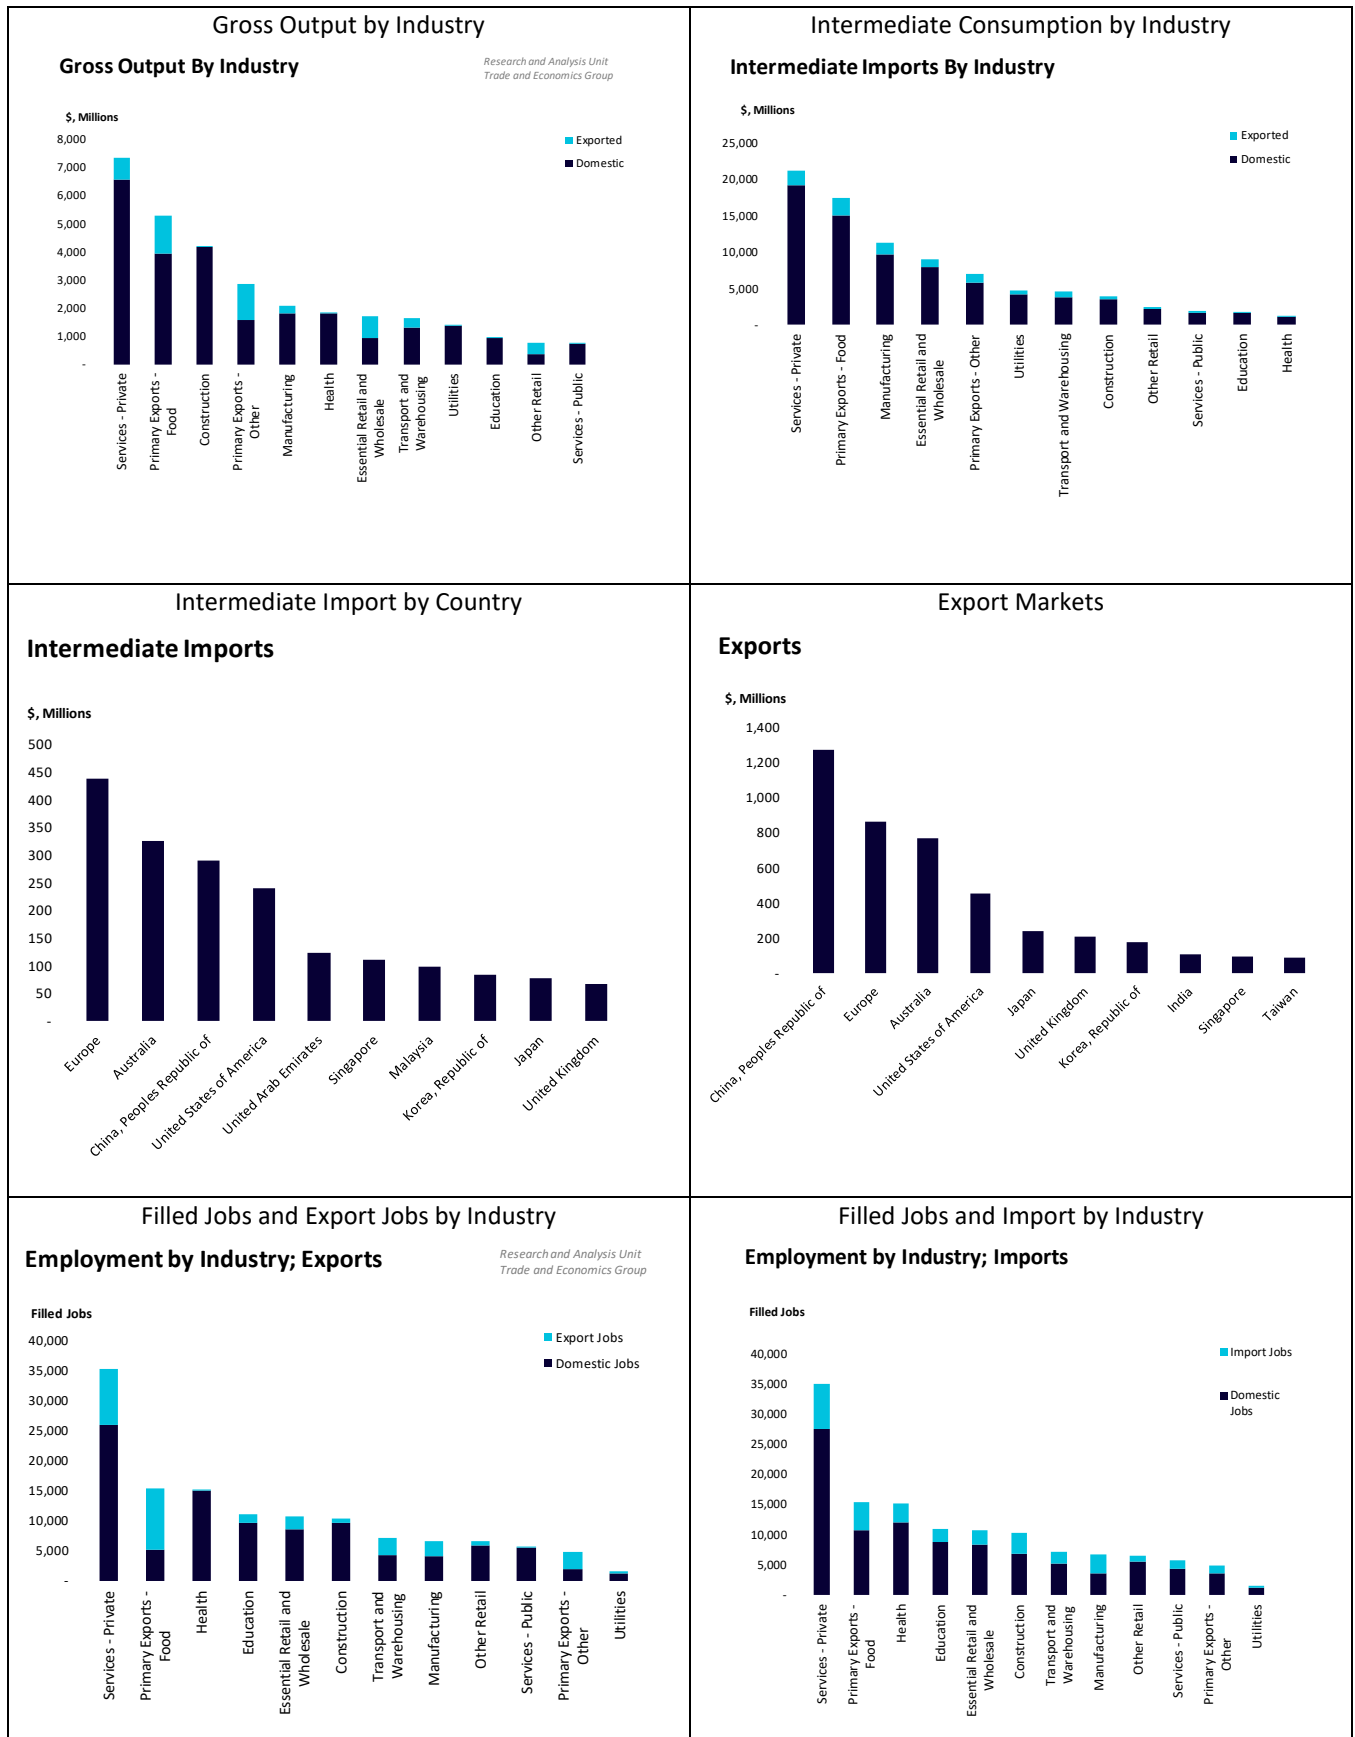 Gross Output by Industry
Gross Output By Industry
Research and Analysis Unit
Trade and Economics Group
$, Millions
8,000
7,000
6,000
5,000
4,000
3,000
2,000
1,000
-
Exported
Domestic
Services - Private
Primary Exports -
Food
Construction
Primary Exports -
Other
Manufacturing
Health
Essential Retail and
Wholesale
Transport and
Warehousing
Utilities
Education
Other Retail
Services - Public
Intermediate Consumption by Industry
Intermediate Imports By Industry
$, Millions
25,000
20,000
15,000
10,000
5,000
-
Exported
Domestic
Services - Private
Primary Exports - Food
Manufacturing
Essential Retail and
Wholesale
Primary Exports - Other
Utilities
Transport and Warehousing
Construction
Other Retail
Services - Public
Education
Health
Intermediate Import by Country
Intermediate Imports
$, Millions
500
450
400
350
300
250
200
150
100
50
-
Europe
Australia
China, Peoples Republic of
United States of America
United Arab Emirates
Singapore
Malaysia
Korea, Republic of
Japan
United Kingdom
Export Markets
Exports
$, Millions
1,400
1,200
1,000
800
600
400
200
-
China, Peoples Republic of
Europe
Australia
United States of America
Japan
United Kingdom
Korea, Republic of
India
Singapore
Taiwan
Filled Jobs and Export Jobs by Industry
Employment by Industry; Exports
Research and Analysis Unit
Trade and Economics Group
Filled Jobs
40,000
35,000
30,000
25,000
20,000
15,000
10,000
5,000
-
Export Jobs
Domestic Jobs
Services - Private
Primary Exports -
Food
Health
Education
Essential Retail and
Wholesale
Construction
Transport and
Warehousing
Manufacturing
Other Retail
Services - Public
Primary Exports -
Other
Utilities
Filled Jobs and Import by Industry
Employment by Industry; Imports
Filled Jobs
40,000
35,000
30,000
25,000
20,000
15,000
10,000
5,000
-
Import Jobs
Domestic
Jobs
Services - Private
Primary Exports -
Food
Health
Education
Essential Retail and
Wholesale
Construction
Transport and
Warehousing
Manufacturing
Other Retail
Services - Public
Primary Exports -
Other
Utilities